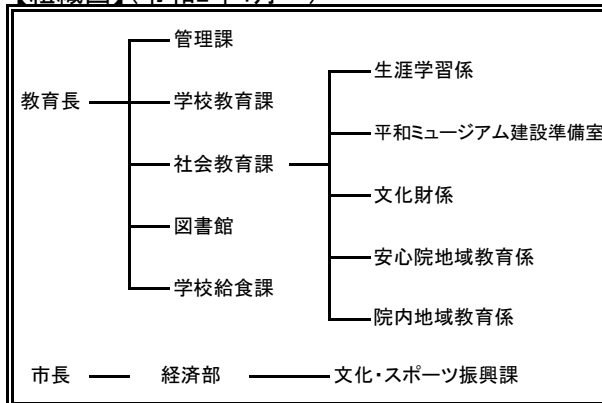 管理課
生涯学習係
教育長
学校教育課
平和ミュージアム建設準備室
社会教育課
文化財係
図書館
安心院地域教育係
学校給食課
院内地域教育係
市長
経済部
文化・スポーツ振興課